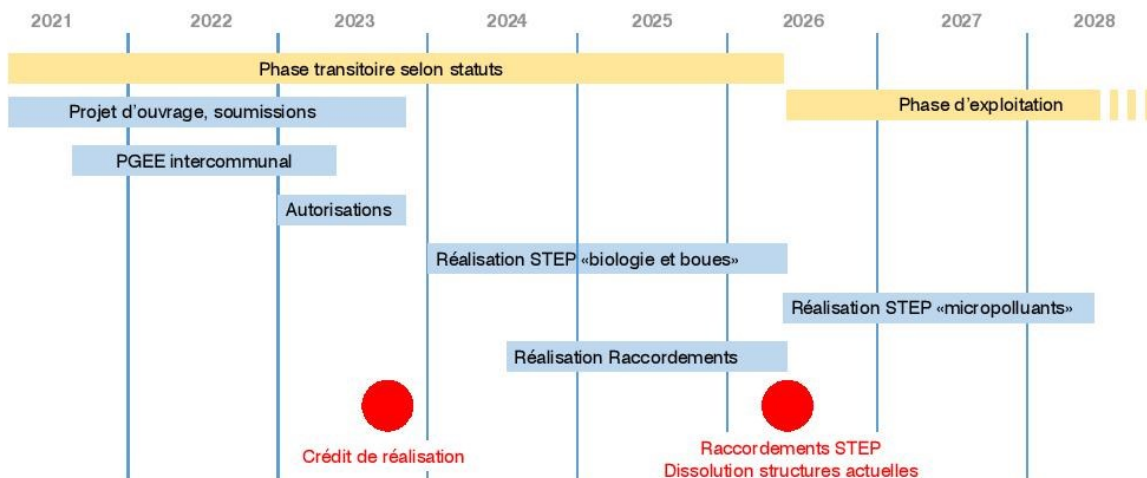 2021 2022 2023 2024 2025 2026 2027 2028
Phase transitoire selon statuts
Phase d'exploitation
Projet d'ouvrage, soumissions
PGEE intercommunal
Autorisations
Réalisation STEP «biologie et boues»
Réalisation STEP «micropolluants»
Réalisation Raccordements
Crédit de réalisation
Raccordements STEP
Dissolution structures actuelles